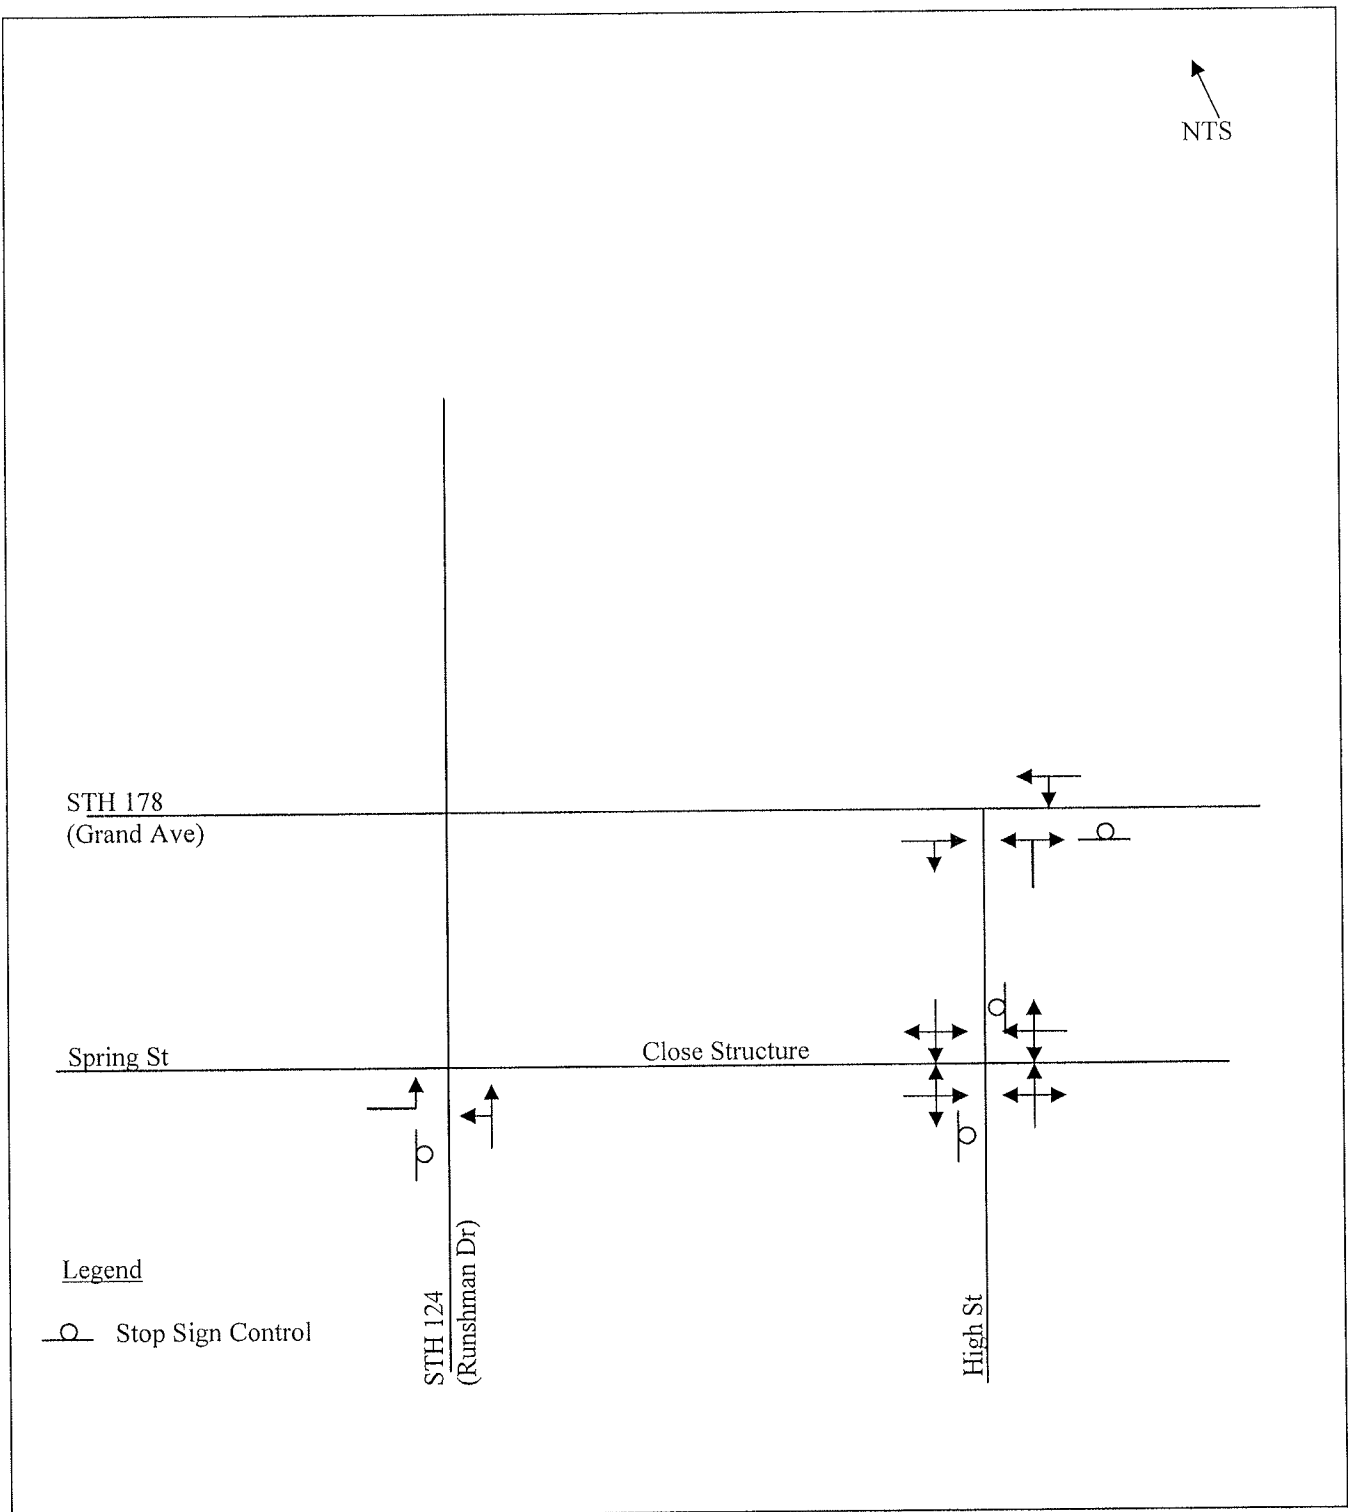 NTS
STH 178
(Grand Ave)
Spring St
Close Structure
Legend
Stop Sign Control
STH 124
(Runshman Dr)
High St